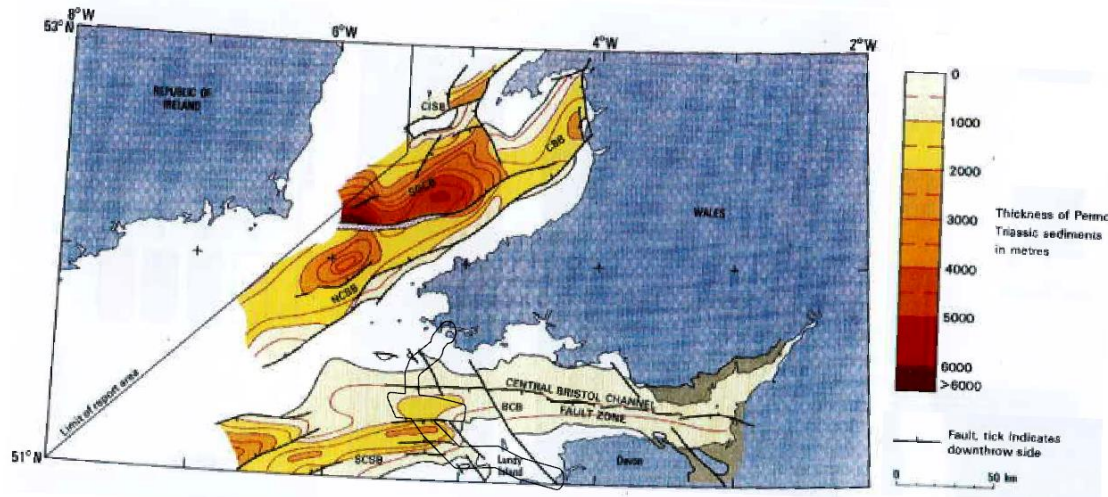 8°W
53°N
6°W
4°W
2°W
REPUBLIC OF
IRELAND
CISB
CBB
SGCB
WALES
NCSB
Limit of report area
CENTRAL BRISTOL CHANNEL
FAULT ZONE
BCB
SCSB
Lundy
Island
Devon
51°N
0
1000
2000
3000
4000
5000
6000
>6000
Thickness of Permo
Triassic sediments
in metres
Fault, tick indicates
downthrow side
0 50 km